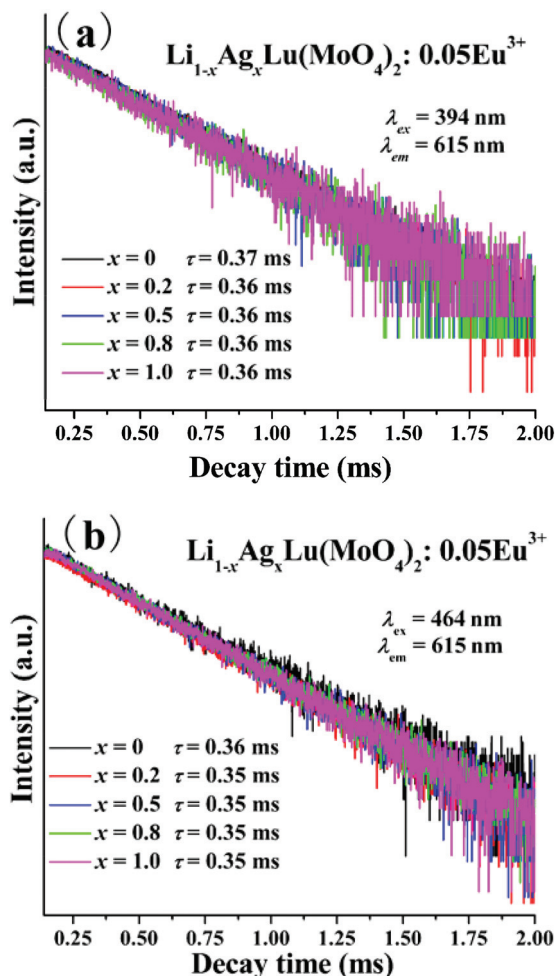 (a)
Li1-xAgxLu(MoO4)2: 0.05Eu3+
λex = 394 nm
λem = 615 nm
Intensity (a.u.)
x = 0 τ = 0.37 ms
x = 0.2 τ = 0.36 ms
x = 0.5 τ = 0.36 ms
x = 0.8 τ = 0.36 ms
x = 1.0 τ = 0.36 ms
0.25 0.50 0.75 1.00 1.25 1.50 1.75 2.00
Decay time (ms)
(b)
Li1-xAgxLu(MoO4)2: 0.05Eu3+
λex = 464 nm
λem = 615 nm
Intensity (a.u.)
x = 0 τ = 0.36 ms
x = 0.2 τ = 0.35 ms
x = 0.5 τ = 0.35 ms
x = 0.8 τ = 0.35 ms
x = 1.0 τ = 0.35 ms
0.25 0.50 0.75 1.00 1.25 1.50 1.75 2.00
Decay time (ms)